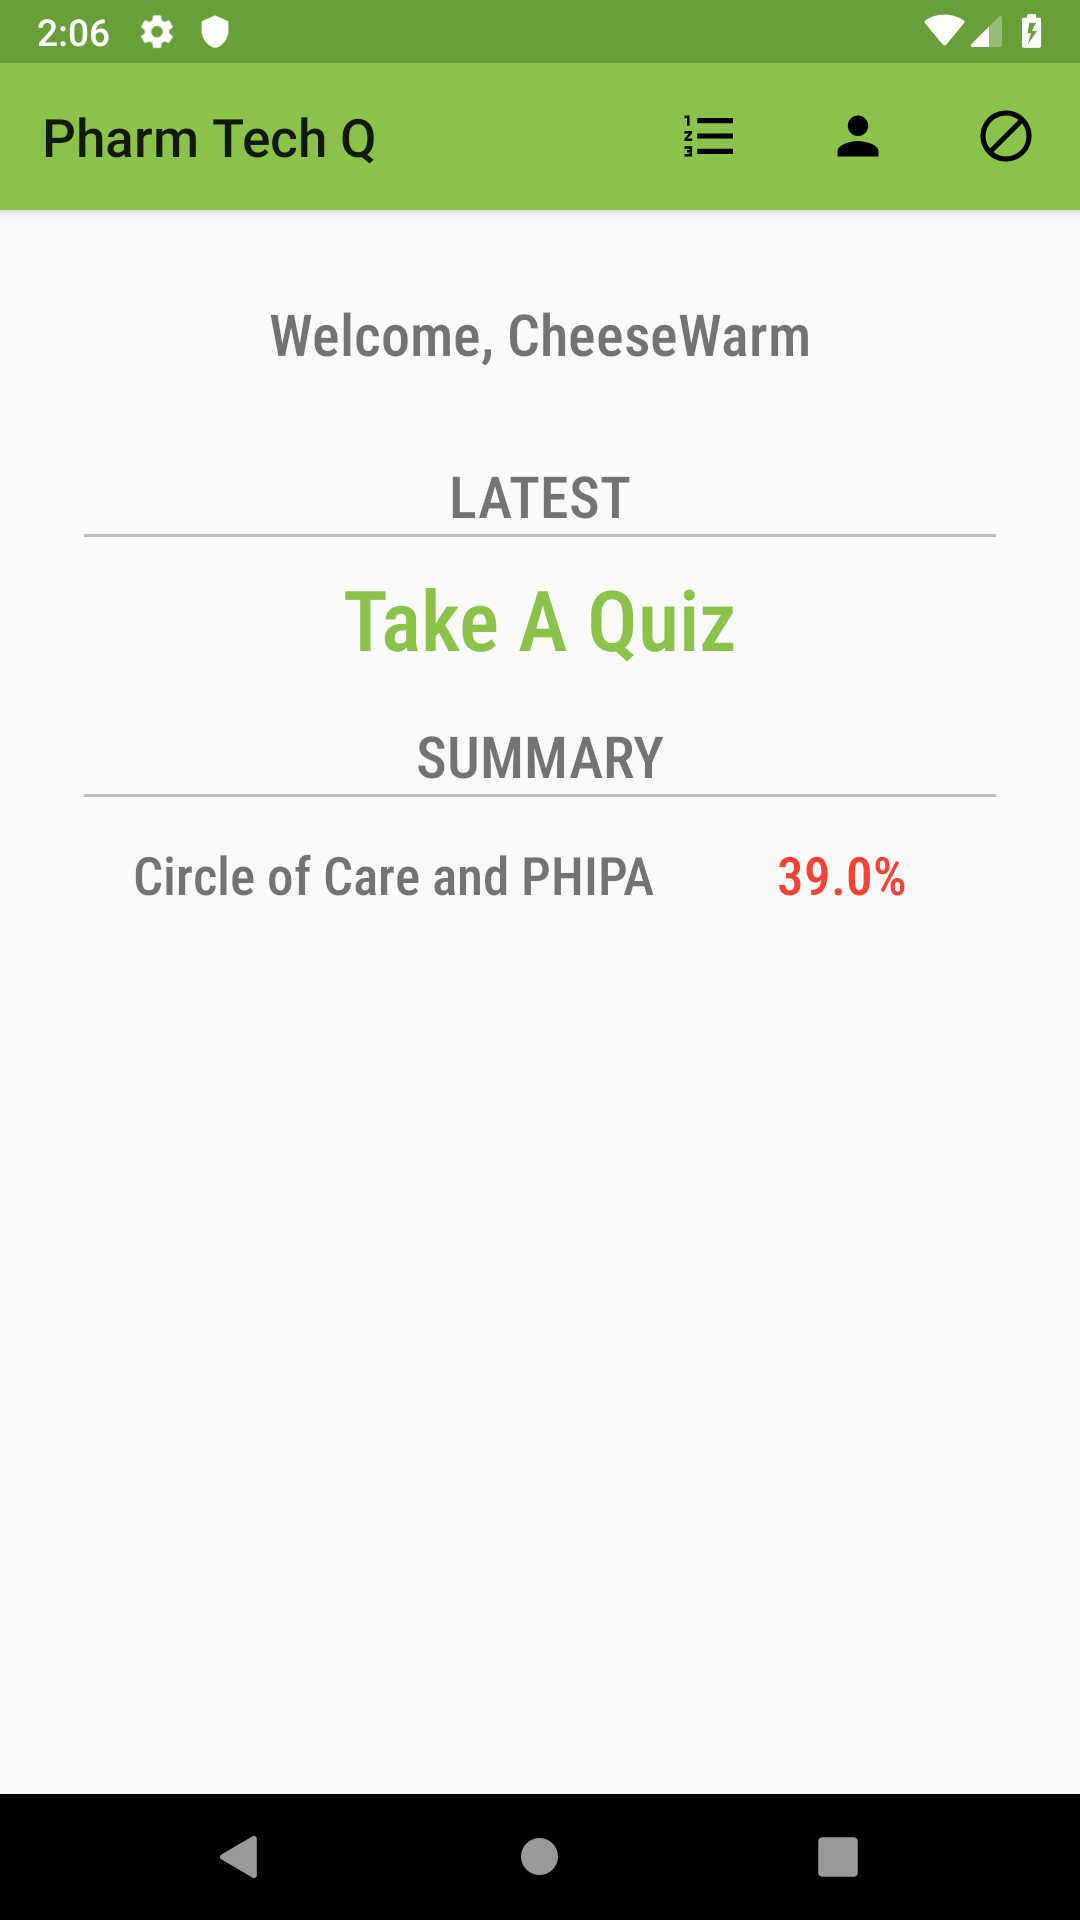 2:06
Pharm Tech Q
Welcome, CheeseWarm
LATEST
Take A Quiz
SUMMARY
Circle of Care and PHIPA 39.0%